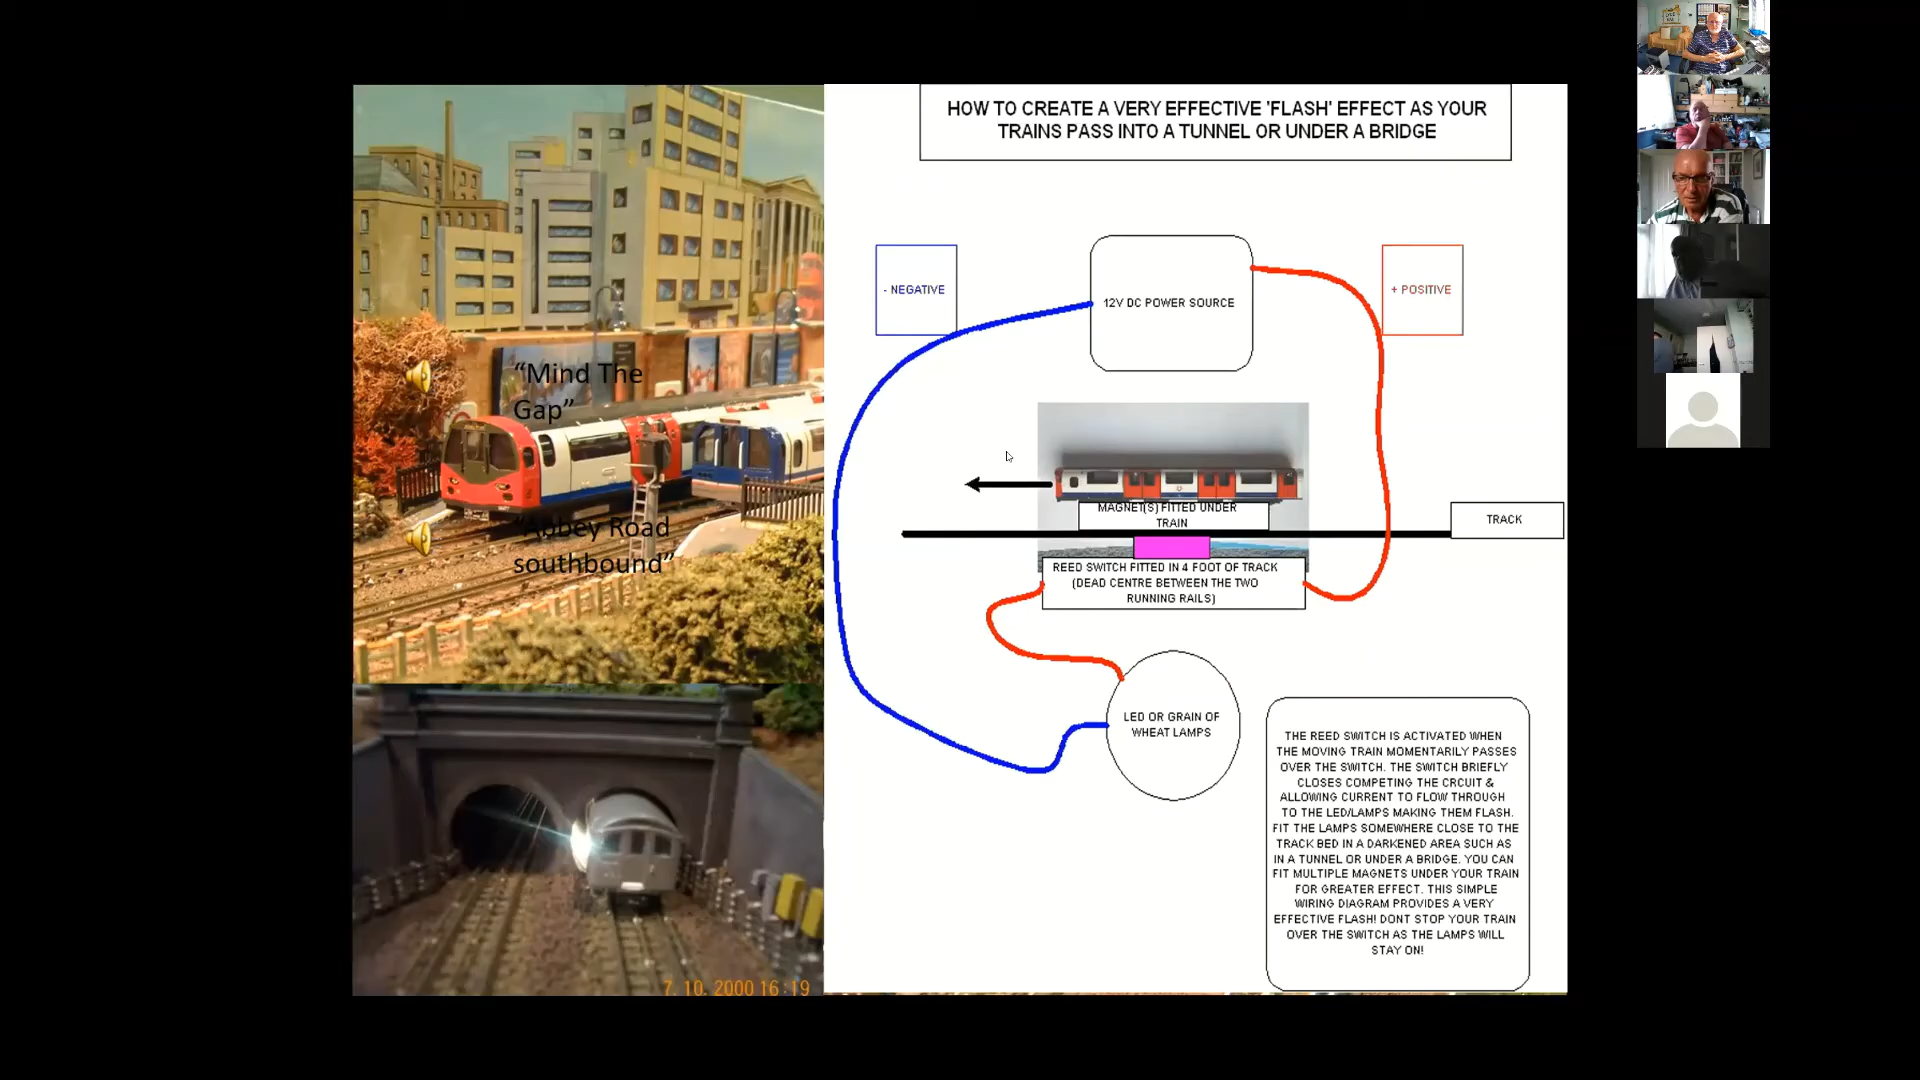 HOW TO CREATE A VERY EFFECTIVE 'FLASH' EFFECT AS YOUR
TRAINS PASS INTO A TUNNEL OR UNDER A BRIDGE
- NEGATIVE
12V DC POWER SOURCE
+ POSITIVE
“Mind The
Gap”
MAGNET(S) FITTED UNDER
TRAIN
TRACK
“Abbey Road
southbound”
REED SWITCH FITTED IN 4 FOOT OF TRACK
(DEAD CENTRE BETWEEN THE TWO
RUNNING RAILS)
LED OR GRAIN OF
WHEAT LAMPS
THE REED SWITCH IS ACTIVATED WHEN
THE MOVING TRAIN MOMENTARILY PASSES
OVER THE SWITCH. THE SWITCH BRIEFLY
CLOSES COMPETING THE CRCUIT &
ALLOWING CURRENT TO FLOW THROUGH
TO THE LED/LAMPS MAKING THEM FLASH.
FIT THE LAMPS SOMEWHERE CLOSE TO THE
TRACK BED IN A DARKENED AREA SUCH AS
IN A TUNNEL OR UNDER A BRIDGE. YOU CAN
FIT MULTIPLE MAGNETS UNDER YOUR TRAIN
FOR GREATER EFFECT. THIS SIMPLE
WIRING DIAGRAM PROVIDES A VERY
EFFECTIVE FLASH! DONT STOP YOUR TRAIN
OVER THE SWITCH AS THE LAMPS WILL
STAY ON!
7. 10. 2000 16:19